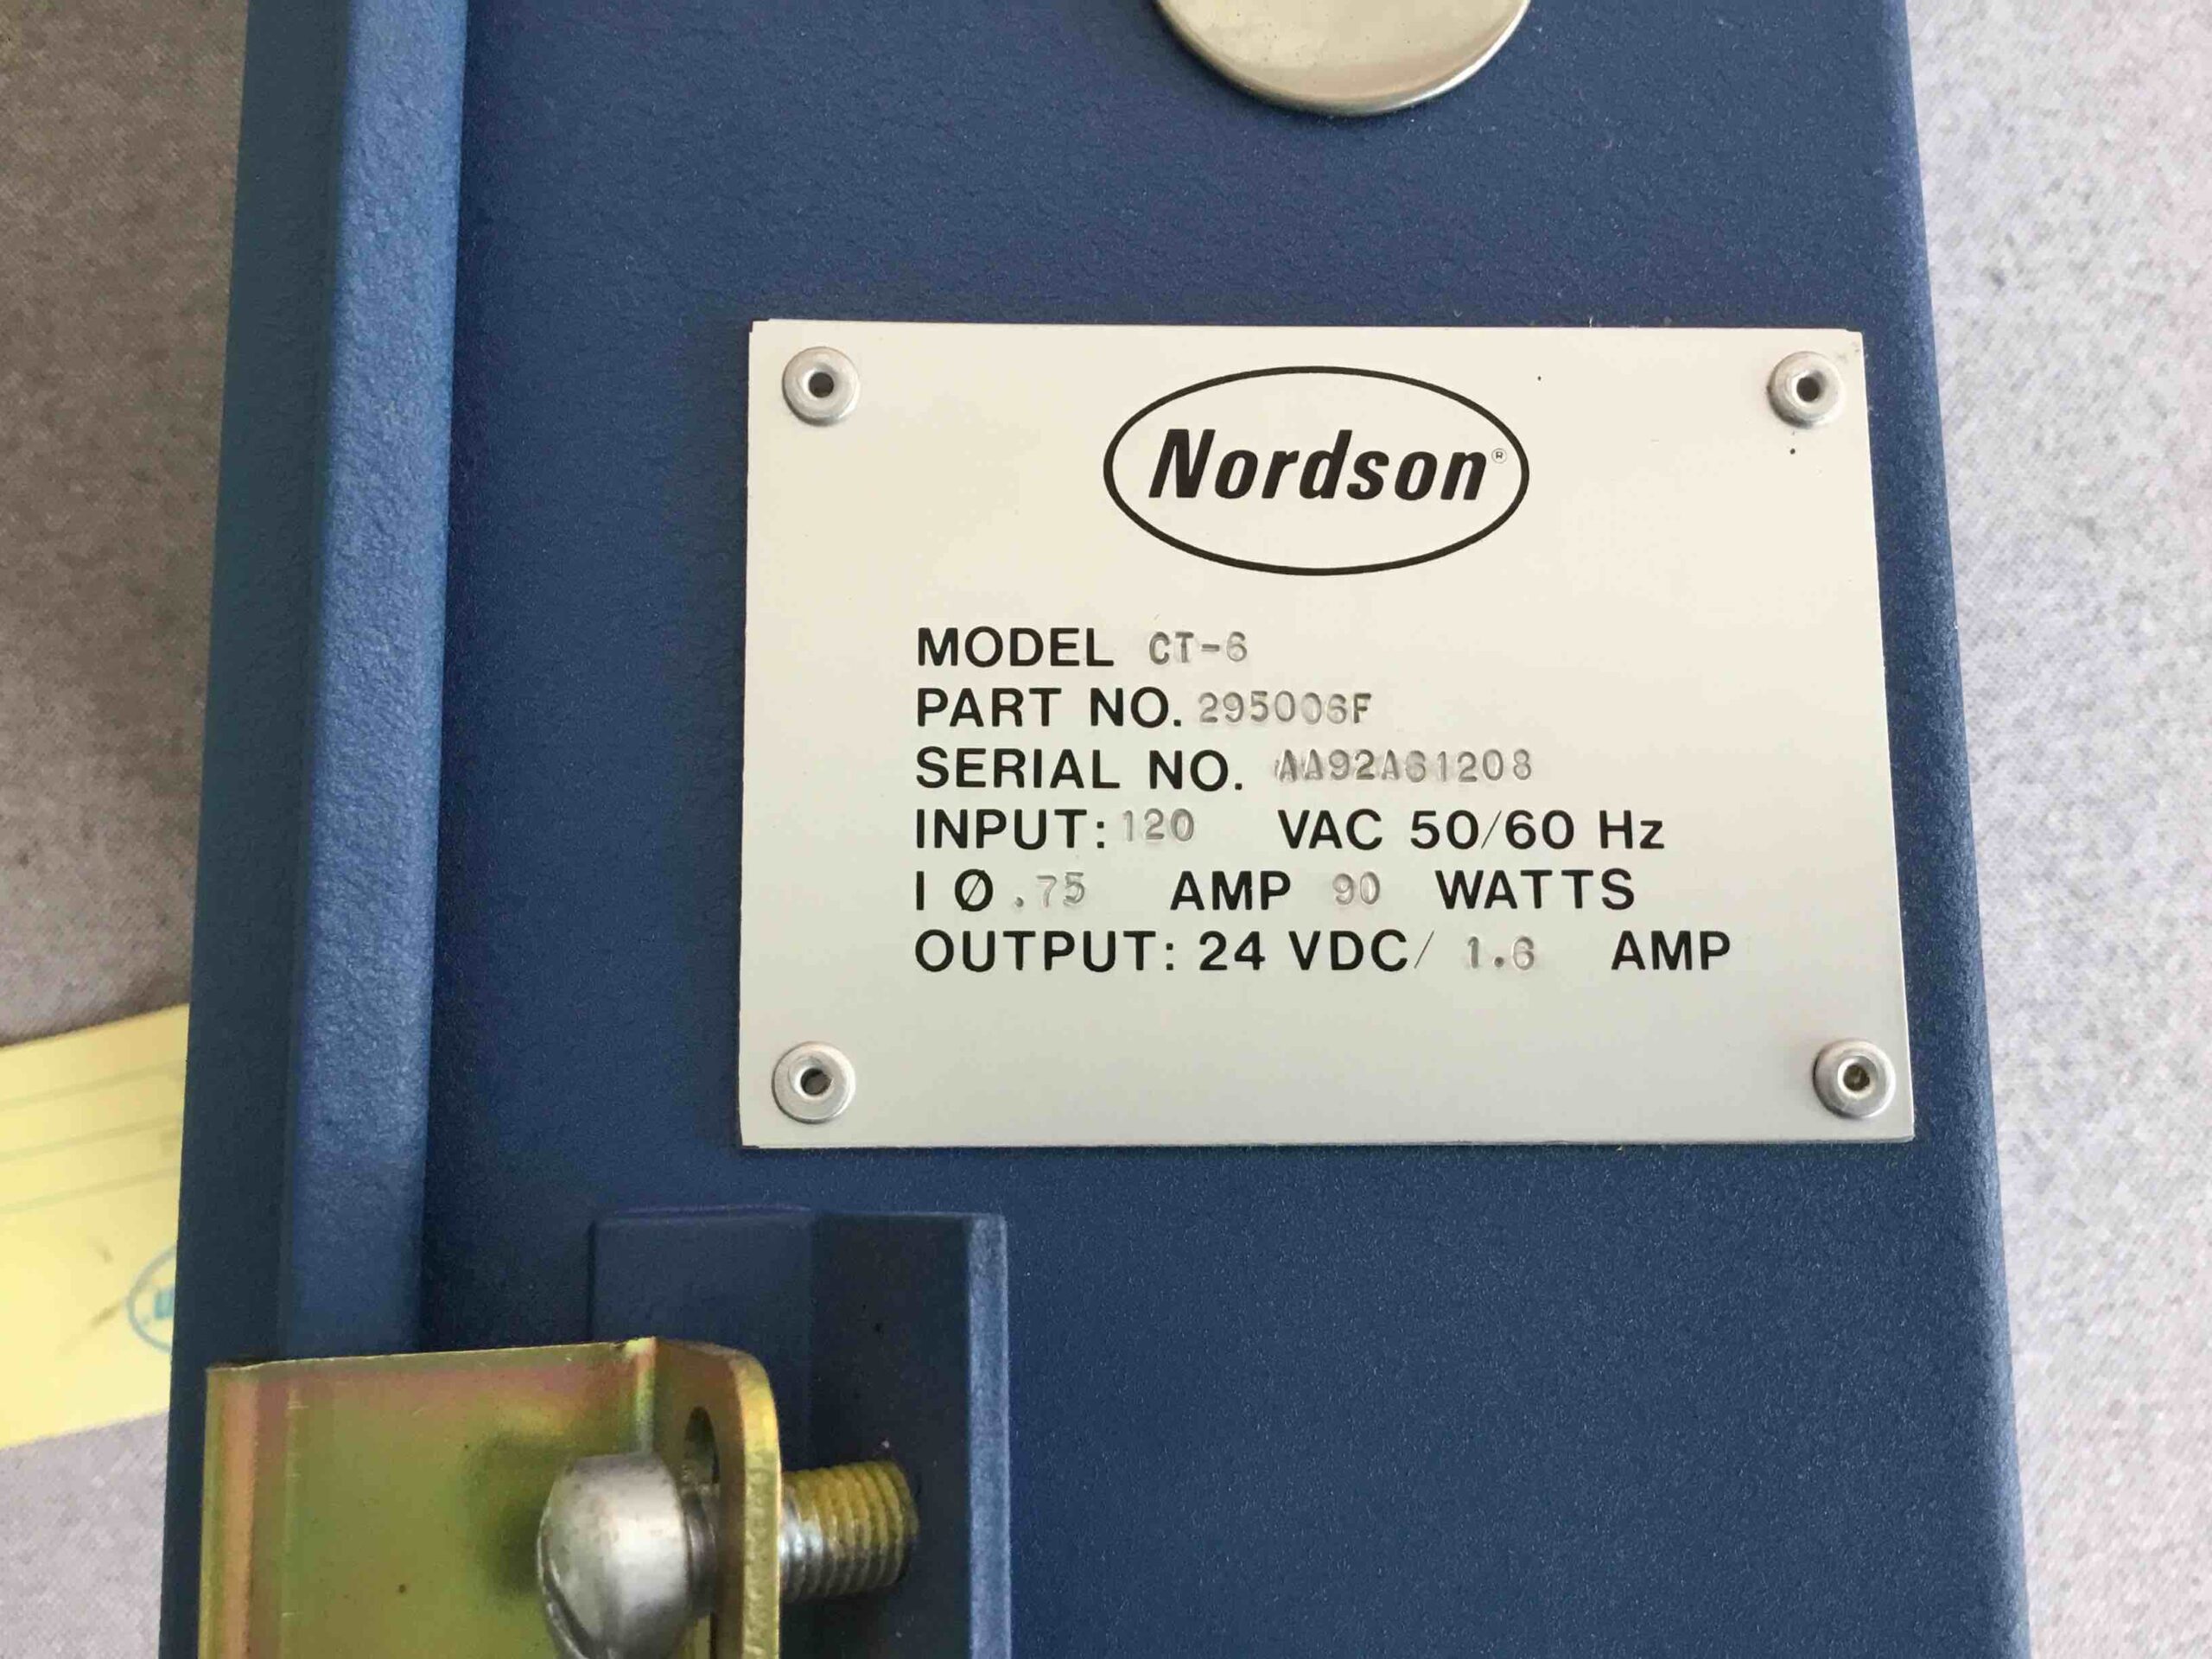 Nordson®
MODEL CT-6
PART NO. 295006F
SERIAL NO. AA92A61208
INPUT: 120 VAC 50/60 Hz
1 Ø .75 AMP 90 WATTS
OUTPUT: 24 VDC/ 1.6 AMP